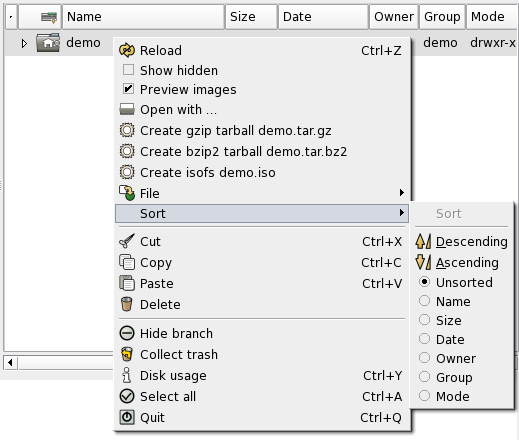 Name Size Date Owner Group Mode
demo demo drwxr-x
Reload Ctrl+Z
Show hidden
Preview images
Open with ...
Create gzip tarball demo.tar.gz
Create bzip2 tarball demo.tar.bz2
Create isofs demo.iso
File
Sort
Cut Ctrl+X
Copy Ctrl+C
Paste Ctrl+V
Delete
Hide branch
Collect trash
Disk usage Ctrl+Y
Select all Ctrl+A
Quit Ctrl+Q
Sort
Descending
Ascending
Unsorted
Name
Size
Date
Owner
Group
Mode